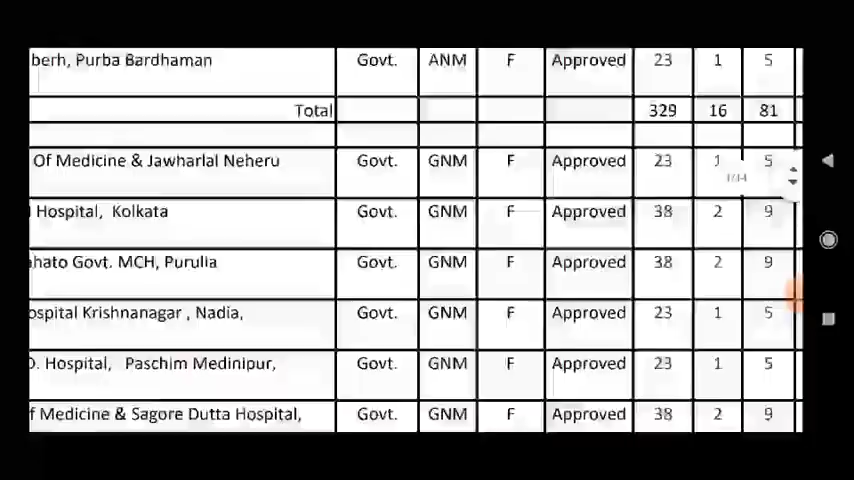 berh, Purba Bardhaman Govt. ANM F Approved 23 1 5
Total 329 16 81
Of Medicine & Jawharlal Neheru Govt. GNM F Approved 23 1 5
Hospital, Kolkata Govt. GNM F Approved 38 2 9
ahato Govt. MCH, Purulia Govt. GNM F Approved 38 2 9
ospital Krishnanagar , Nadia, Govt. GNM F Approved 23 1 5
D. Hospital, Paschim Medinipur, Govt. GNM F Approved 23 1 5
f Medicine & Sagore Dutta Hospital, Govt. GNM F Approved 38 2 9